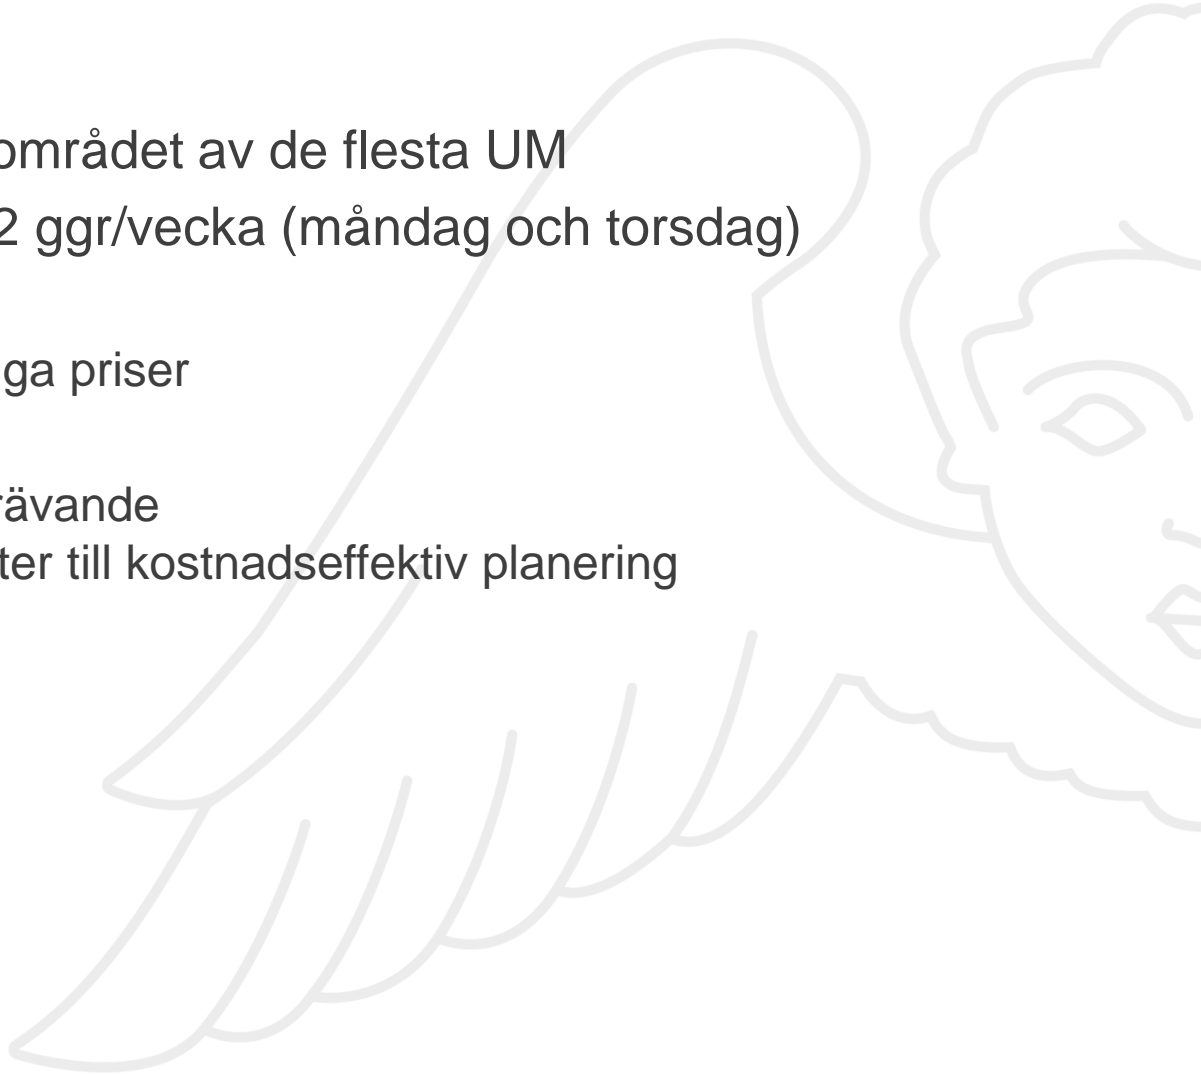 området av de flesta UM
2 ggr/vecka (måndag och torsdag)
ga priser
rävande
ter till kostnadseffektiv planering